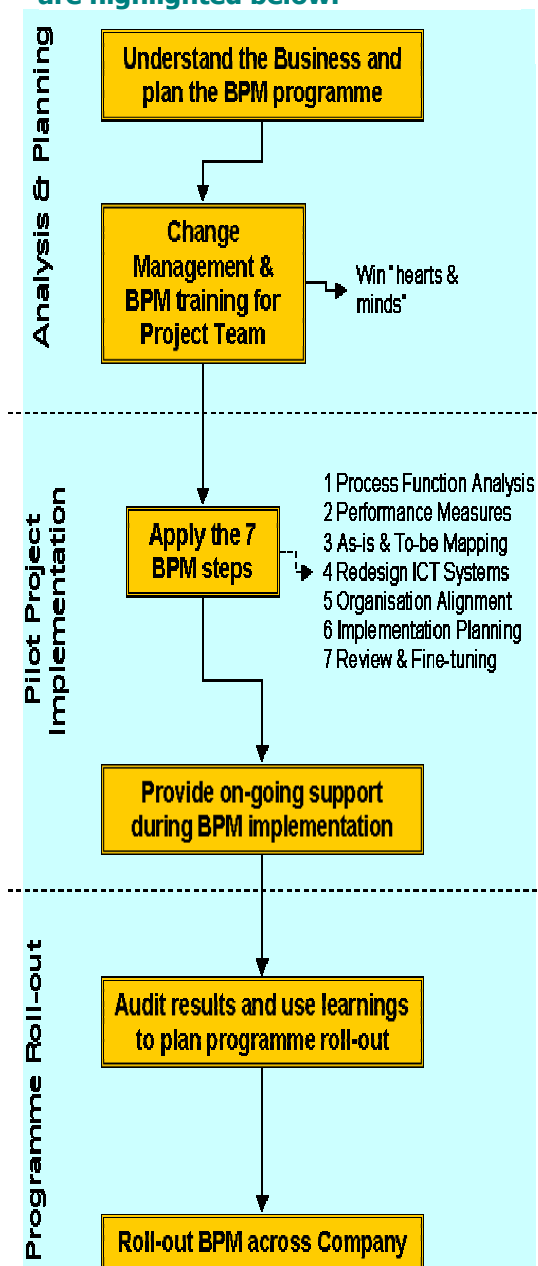 are highlighted below:
Analysis & Planning
Understand the Business and
plan the BPM programme
Change
Management &
BPM training for
Project Team
Win "hearts &
minds"
Pilot Project
Implementation
Apply the 7
BPM steps
1 Process Function Analysis
2 Performance Measures
3 As-is & To-be Mapping
4 Redesign ICT Systems
5 Organisation Alignment
6 Implementation Planning
7 Review & Fine-tuning
Provide on-going support
during BPM implementation
Programme Roll-out
Audit results and use learnings
to plan programme roll-out
Roll-out BPM across Company